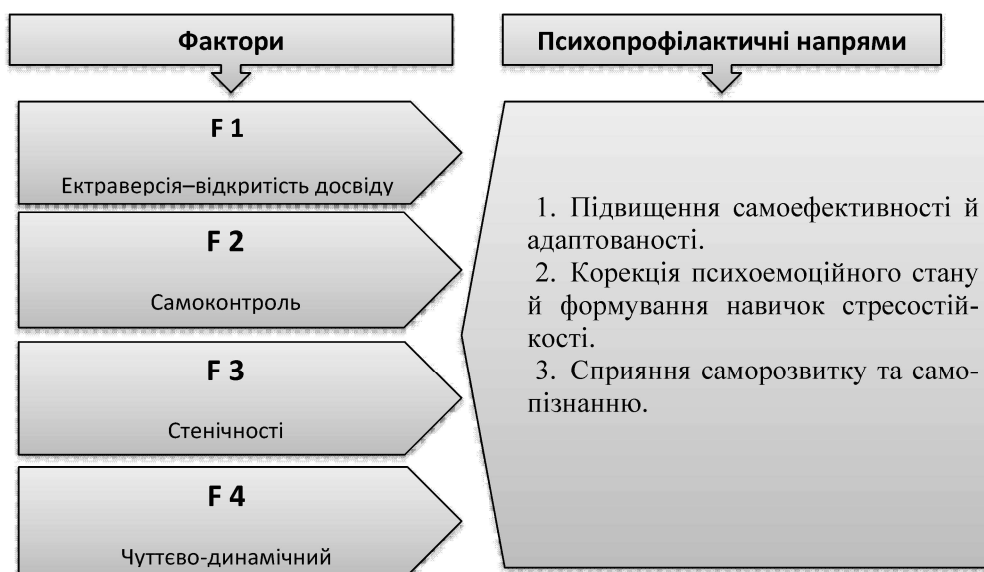 Фактори
Психопрофілактичні напрями
F 1
Ектраверсія–відкритість досвіду
F 2
Самоконтроль
F 3
Стенічності
F 4
Чуттєво-динамічний
1. Підвищення самоефективності й
адаптованості.
2. Корекція психоемоційного стану
й формування навичок стресостій-
кості.
3. Сприяння саморозвитку та само-
пізнанню.